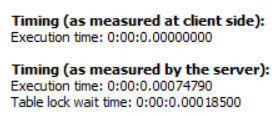 Timing (as measured at client side):
Execution time: 0:00:0.00000000
Timing (as measured by the server):
Execution time: 0:00:0.00074790
Table lock wait time: 0:00:0.00018500